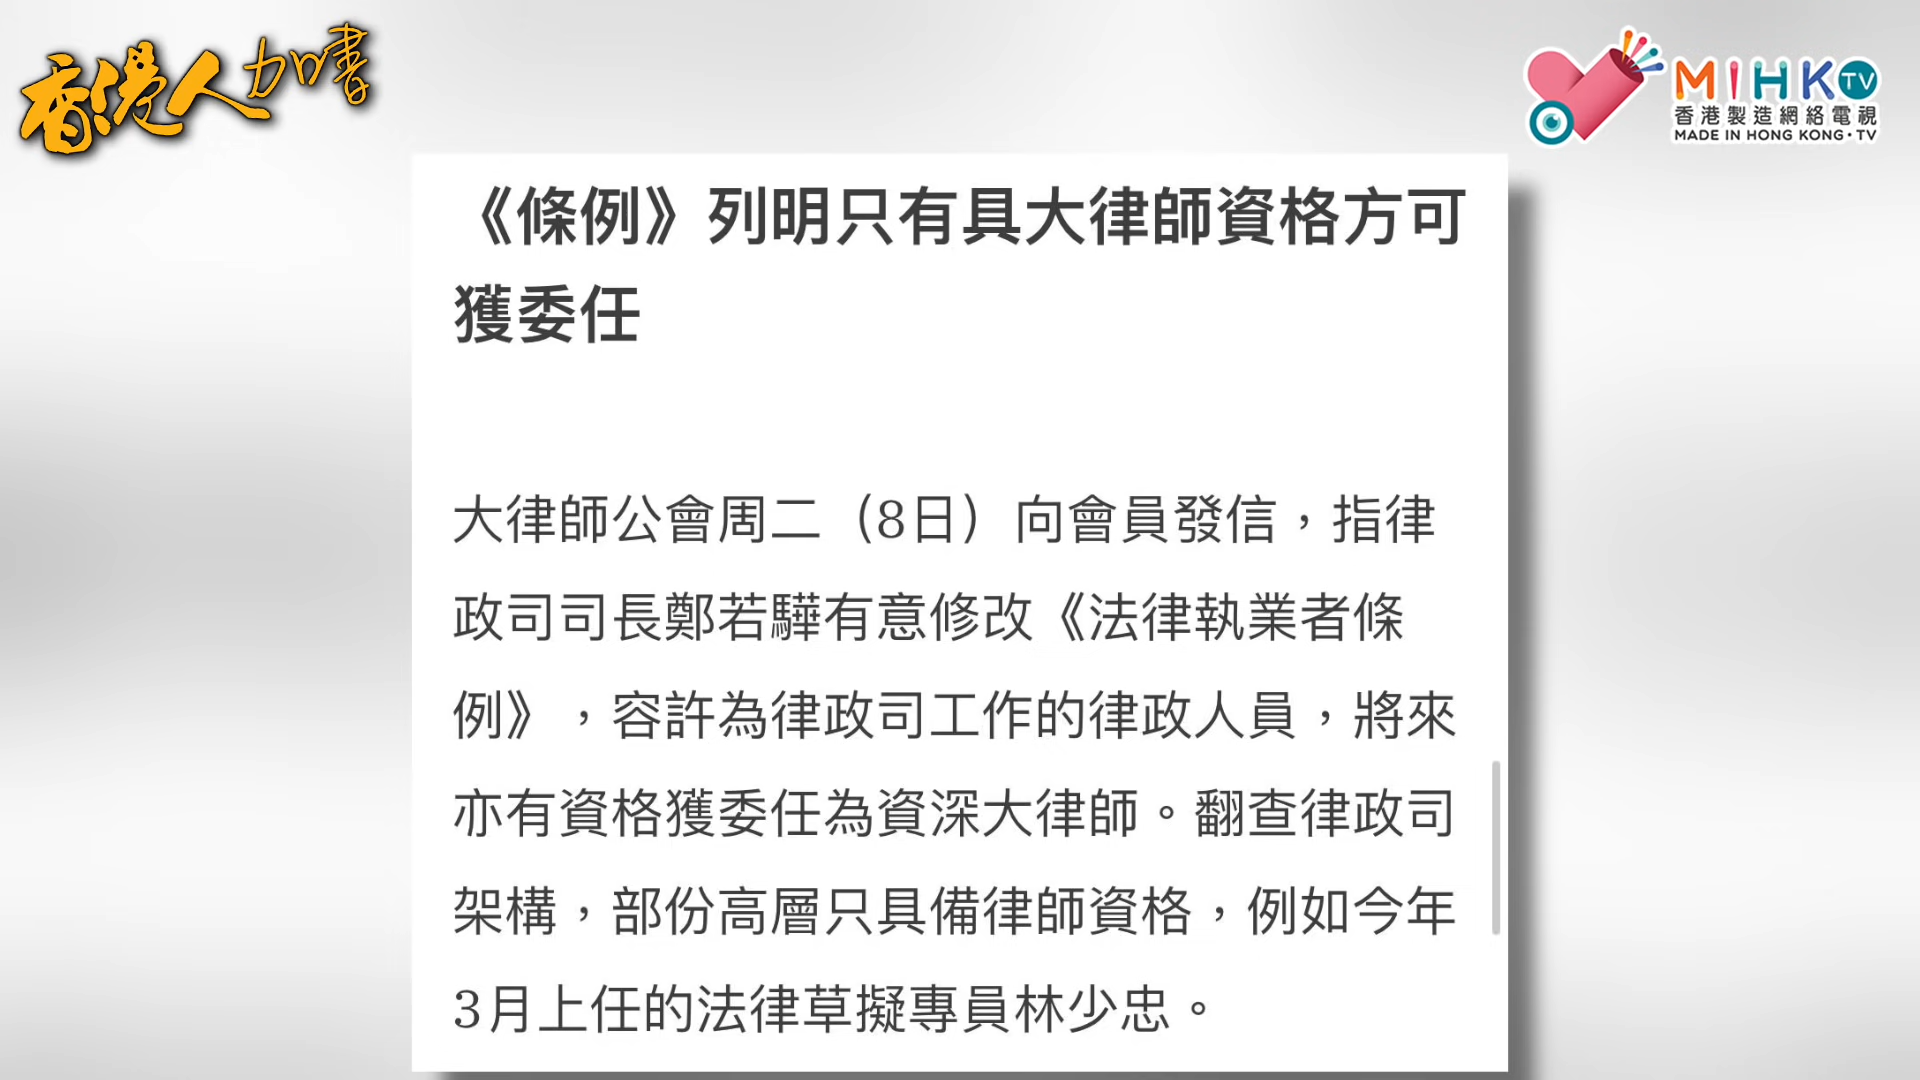 香港人加嘥
MIHK TV
香港製造網絡電視
MADE IN HONG KONG・TV
《條例》列明只有具大律師資格方可
獲委任
大律師公會周二（8日）向會員發信，指律
政司司長鄭若驊有意修改《法律執業者條
例》，容許為律政司工作的律政人員，將來
亦有資格獲委任為資深大律師。翻查律政司
架構，部份高層只具備律師資格，例如今年
3月上任的法律草擬專員林少忠。